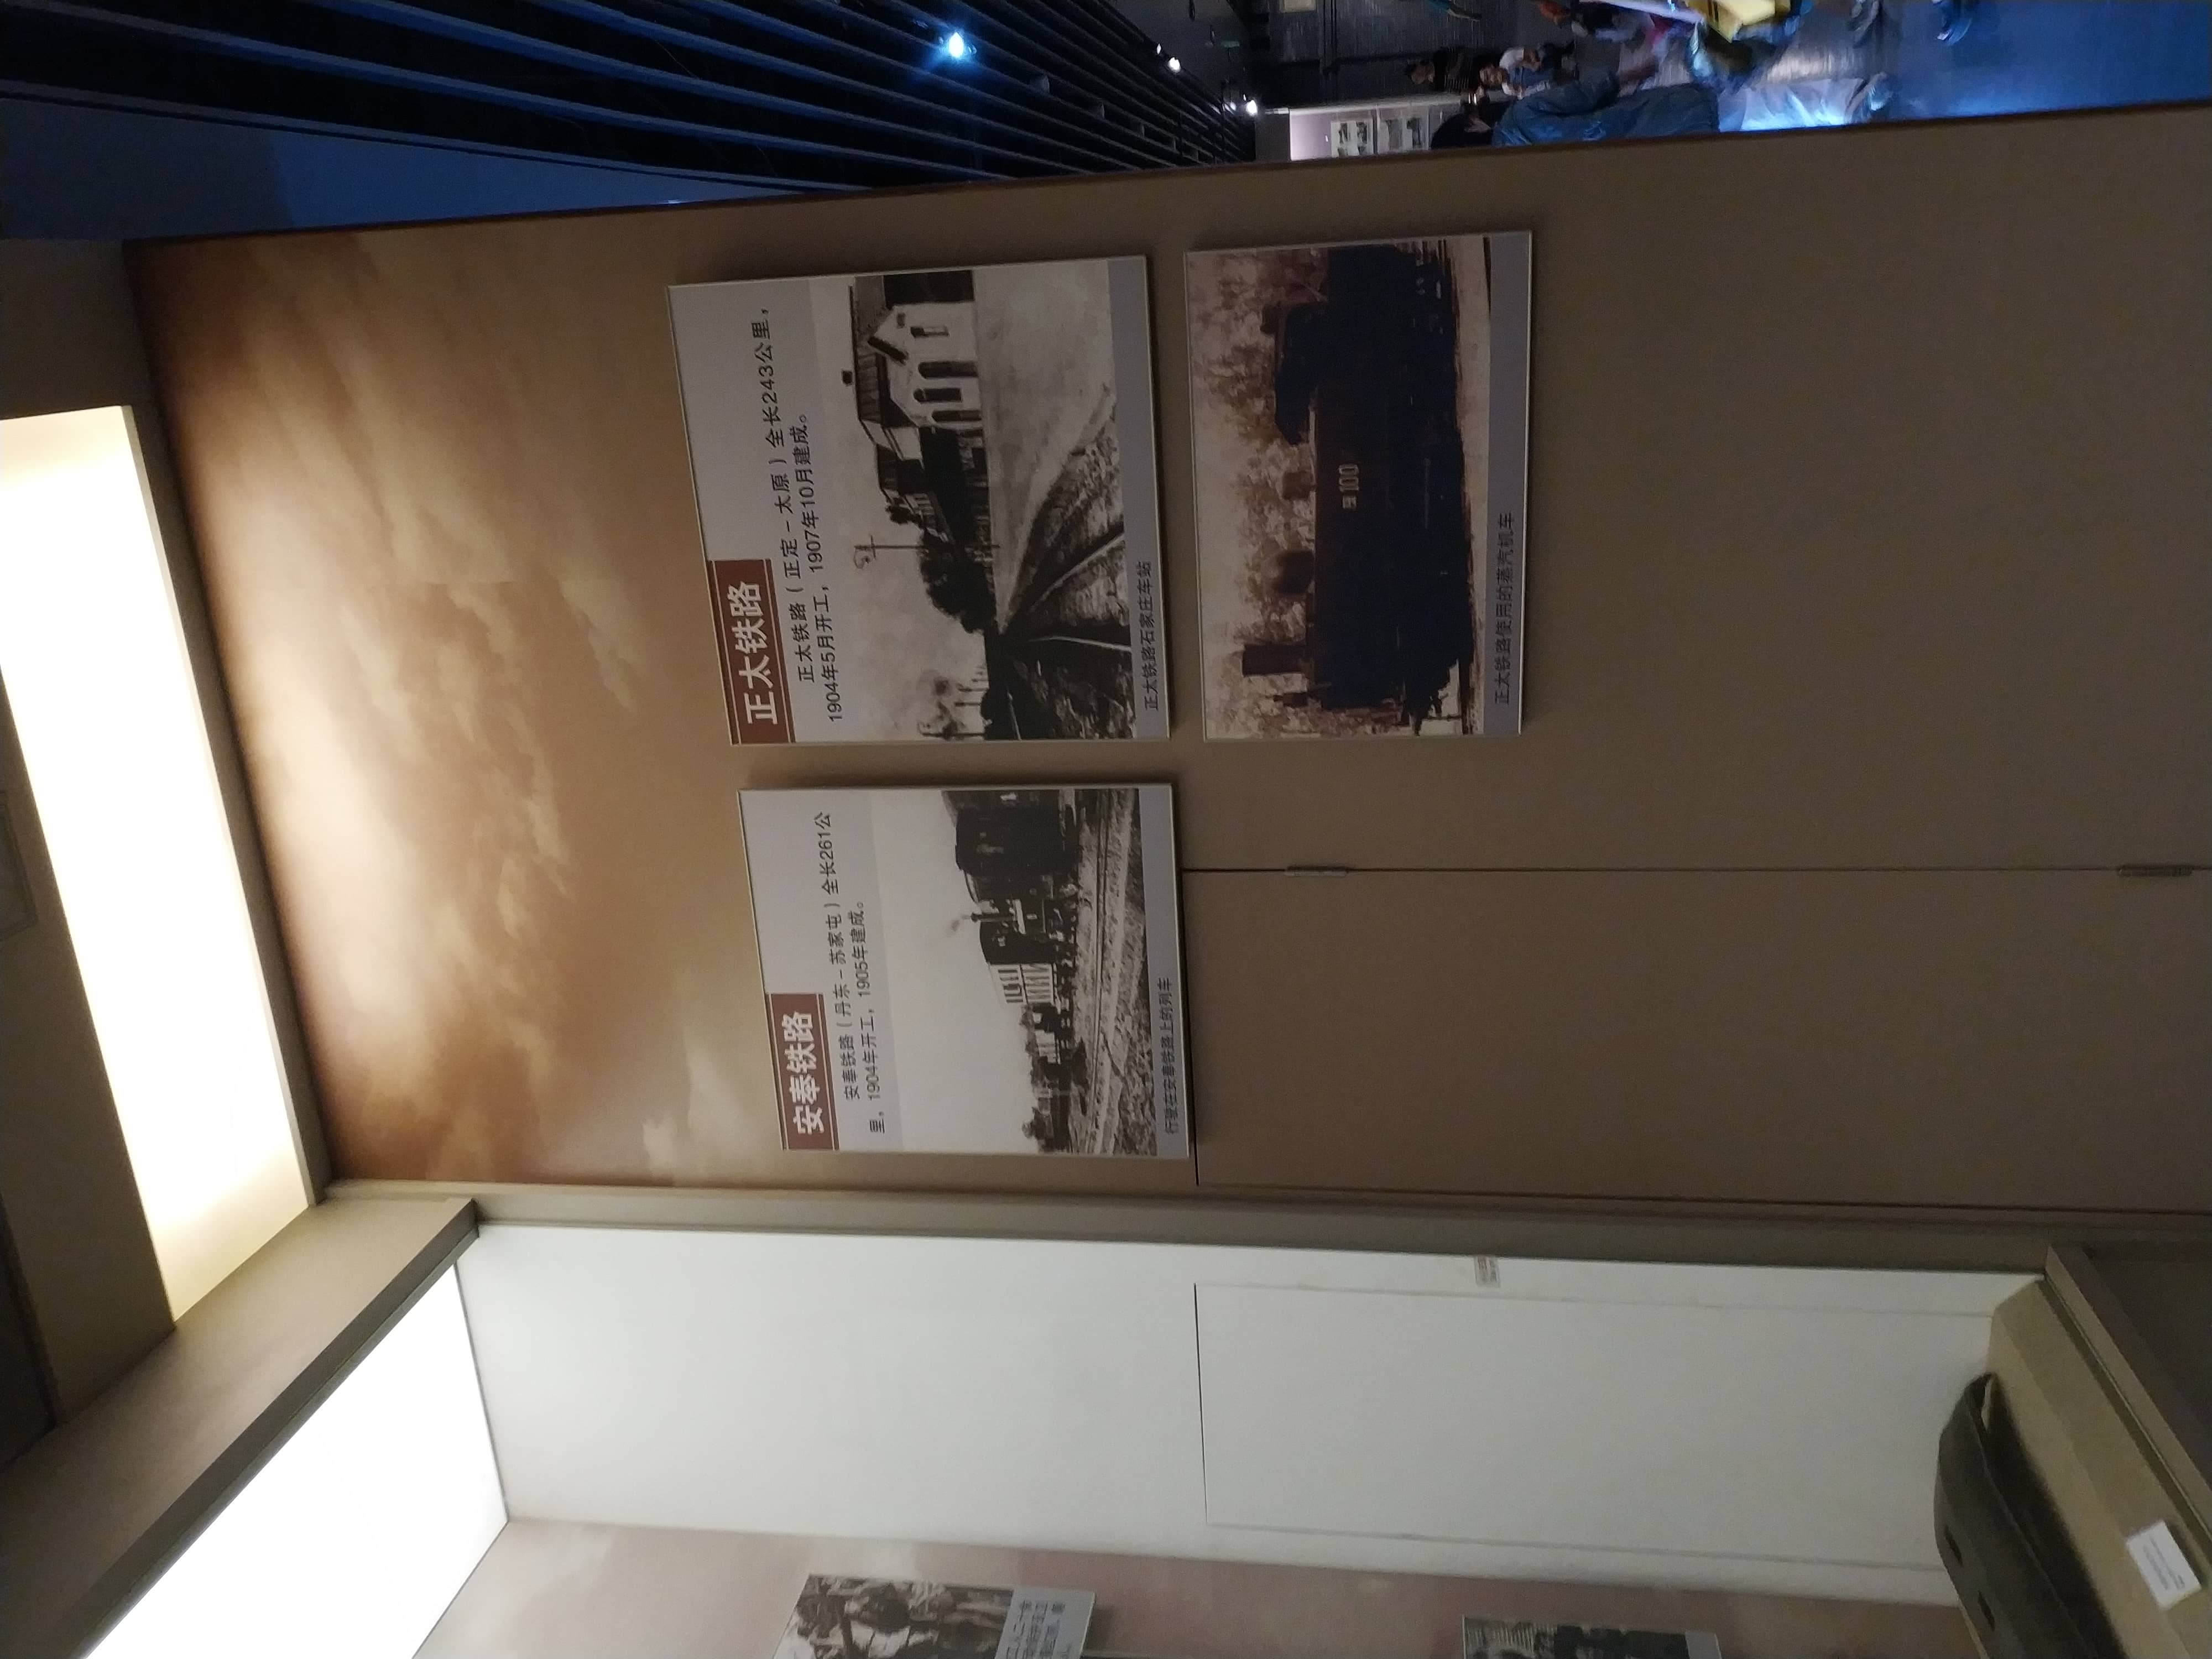 安奉铁路
安奉铁路（丹东－苏家屯）全长261公
里，1904年开工，1905年建成。
行驶在安奉铁路上的列车
正太铁路
正太铁路（正定－太原）全长243公里，
1904年5月开工，1907年10月建成。
正太铁路石家庄车站
100
正太铁路使用的蒸汽机车